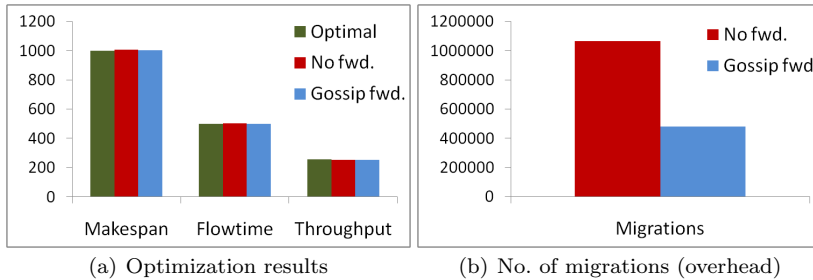 1200
1000
800
600
400
200
0
Optimal
No fwd.
Gossip fwd.
Makespan Flowtime Throughput
(a) Optimization results
1200000
1000000
800000
600000
400000
200000
0
No fwd.
Gossip fwd.
Migrations
(b) No. of migrations (overhead)